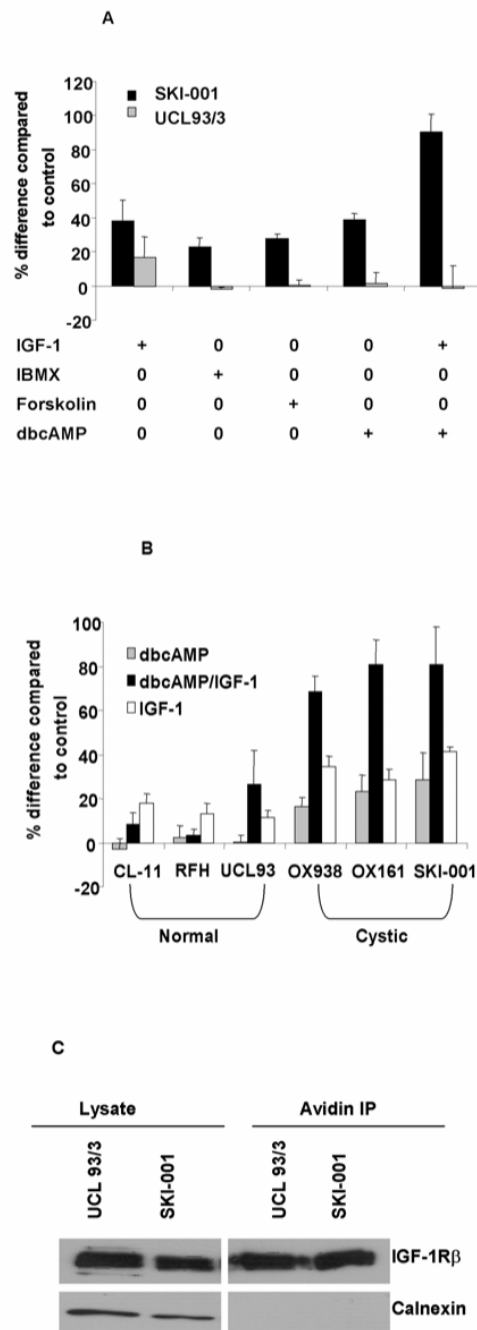 A
% difference compared
to control
120
100
80
60
40
20
0
-20
SKI-001
UCL93/3
IGF-1 + 0 0 0 +
IBMX 0 + 0 0 0
Forskolin 0 0 + 0 0
dbcAMP 0 0 0 + +
B
% difference compared
to control
100
80
60
40
20
0
-20
dbcAMP
dbcAMP/IGF-1
IGF-1
CL-11 RFH UCL93 OX938 OX161 SKI-001
Normal Cystic
C
Lysate Avidin IP
UCL 93/3 SKI-001 UCL 93/3 SKI-001
IGF-1Rβ
Calnexin